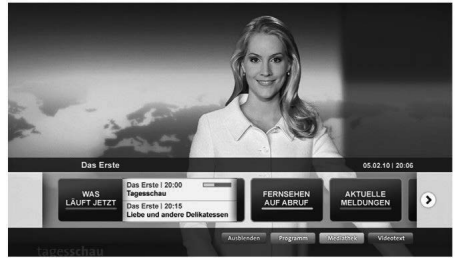 Das Erste
05.02.10 | 20:06
WAS
LÄUFT JETZT
Das Erste | 20:00
Tagesschau
Das Erste | 20:15
Liebe und andere Delikatessen
FERNSEHEN
AUF ABRUF
AKTUELLE
MELDUNGEN
Ausblenden
Programm
Mediathek
Videotext
tagesschau